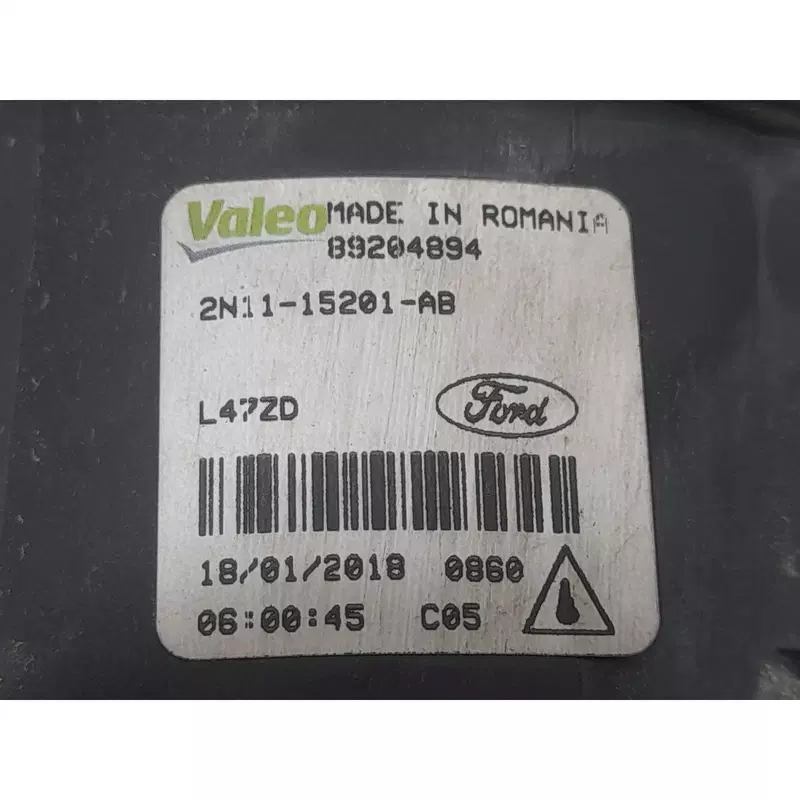 Valeo MADE IN ROMANIA
89204894
2N11-15201-AB
L47ZD
Ford
18/01/2018 0860
06:00:45 C05